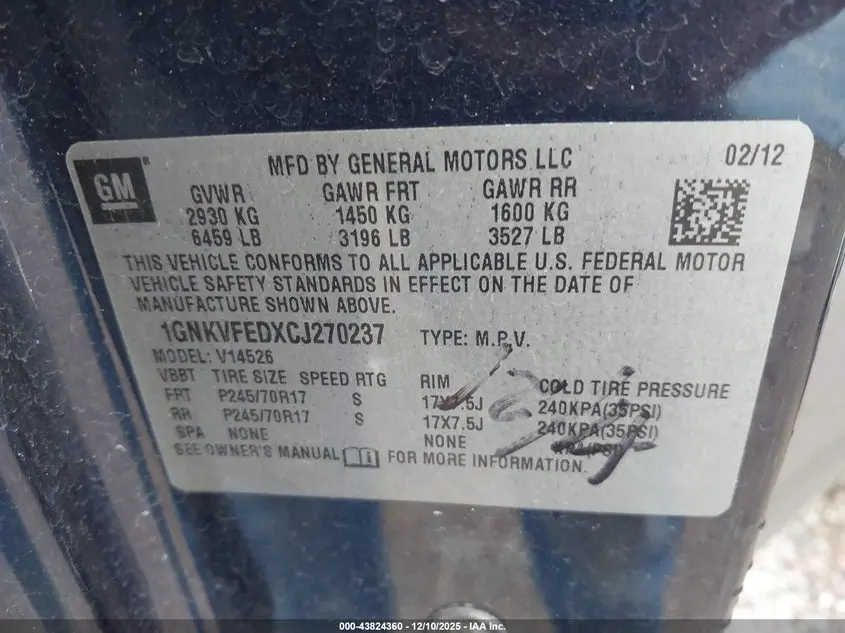 GM ® MFD BY GENERAL MOTORS LLC 02/12
GVWR GAWR FRT GAWR RR
2930 KG 1450 KG 1600 KG
6459 LB 3196 LB 3527 LB
THIS VEHICLE CONFORMS TO ALL APPLICABLE U.S. FEDERAL MOTOR
VEHICLE SAFETY STANDARDS IN EFFECT ON THE DATE OF
MANUFACTURE SHOWN ABOVE.
1GNKVFEDXCJ270237 TYPE: M.P.V.
MODEL: V14526
VBBT TIRE SIZE SPEED RTG RIM COLD TIRE PRESSURE
FRT P245/70R17 S 17X7.5J 240KPA(35PSI)
RR P245/70R17 S 17X7.5J 240KPA(35PSI)
SPA NONE NONE KPA(PSI)
SEE OWNER'S MANUAL FOR MORE INFORMATION.
000-43824360 - 12/10/2025 - IAA Inc.